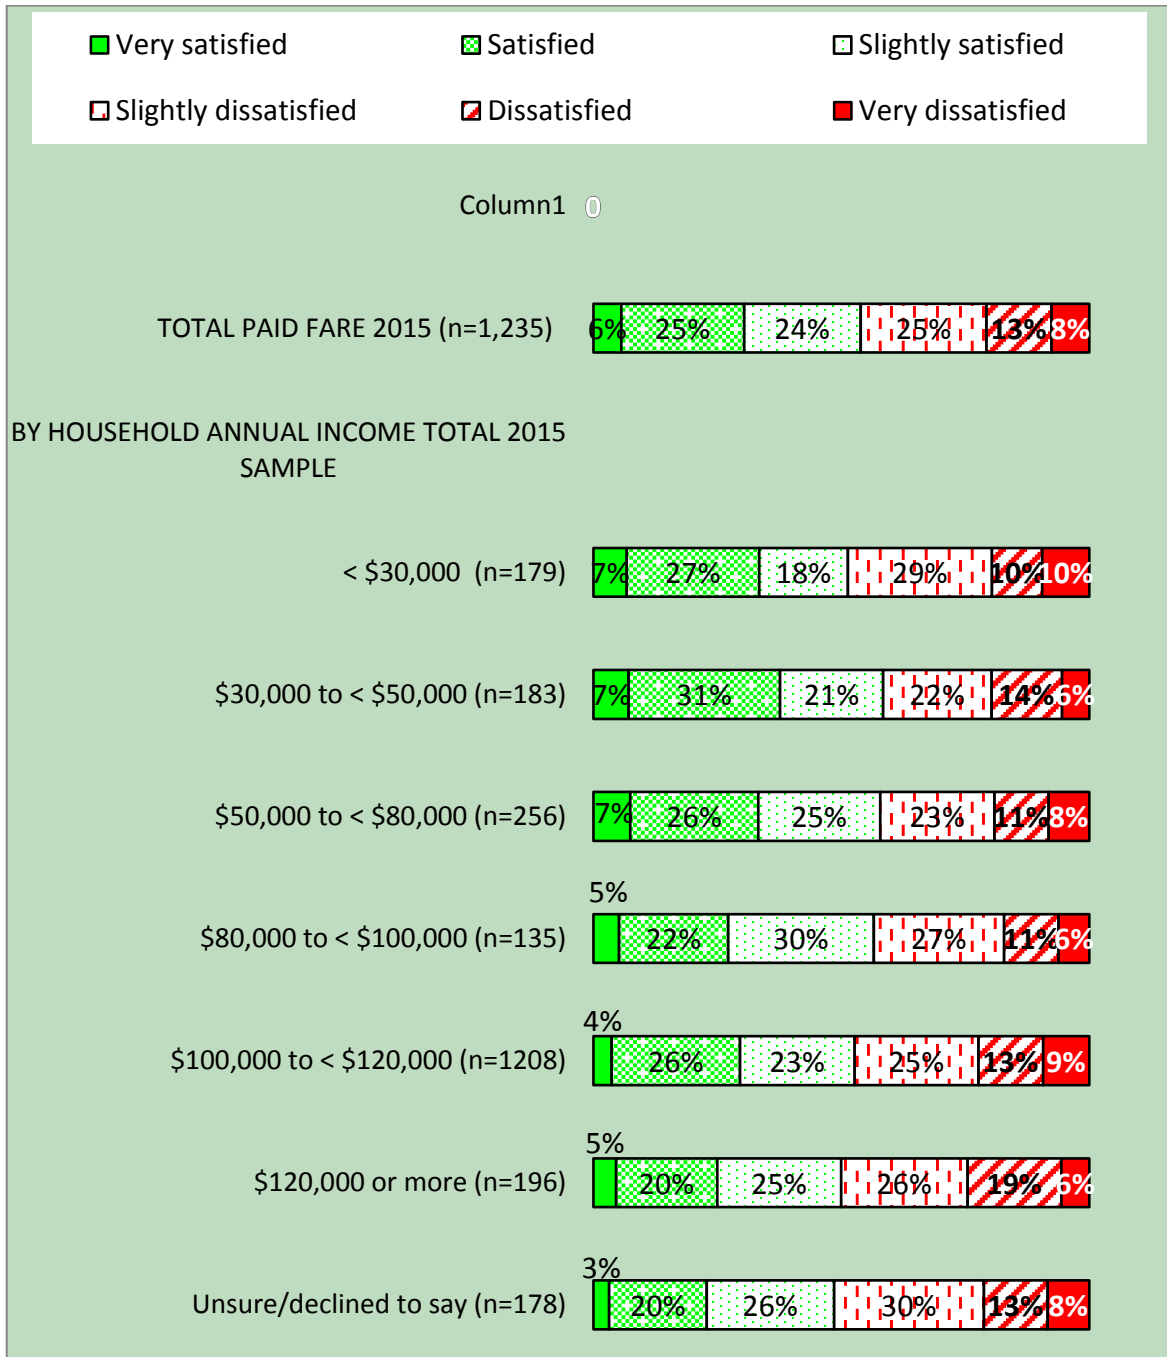 Very satisfied Satisfied Slightly satisfied
Slightly dissatisfied Dissatisfied Very dissatisfied
Column1 0
TOTAL PAID FARE 2015 (n=1,235) 6% 25% 24% 25% 13% 8%
BY HOUSEHOLD ANNUAL INCOME TOTAL 2015
SAMPLE
< $30,000 (n=179) 7% 27% 18% 29% 10% 10%
$30,000 to < $50,000 (n=183) 7% 31% 21% 22% 14% 6%
$50,000 to < $80,000 (n=256) 7% 26% 25% 23% 11% 8%
5%
$80,000 to < $100,000 (n=135) 22% 30% 27% 11% 6%
4%
$100,000 to < $120,000 (n=1208) 26% 23% 25% 13% 9%
5%
$120,000 or more (n=196) 20% 25% 26% 19% 6%
3%
Unsure/declined to say (n=178) 20% 26% 30% 13% 8%